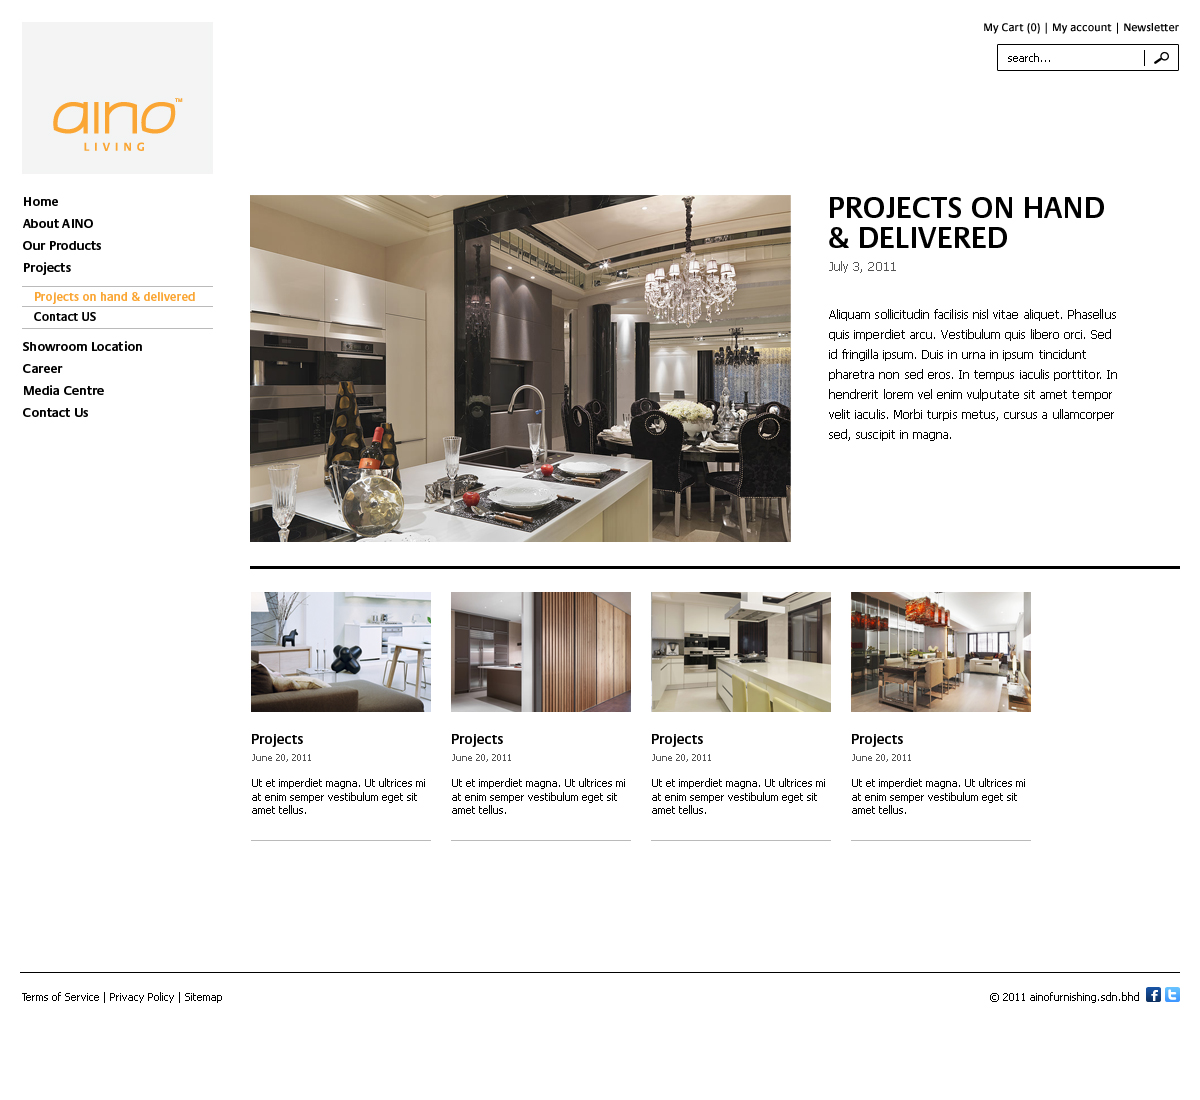 My Cart (0) | My account | Newsletter
search...
aino™
LIVING
Home
About AINO
Our Products
Projects
Projects on hand & delivered
Contact US
Showroom Location
Career
Media Centre
Contact Us
PROJECTS ON HAND
& DELIVERED
July 3, 2011
Aliquam sollicitudin facilisis nisl vitae aliquet. Phasellus
quis imperdiet arcu. Vestibulum quis libero orci. Sed
id fringilla ipsum. Duis in urna in ipsum tincidunt
pharetra non sed eros. In tempus iaculis porttitor. In
hendrerit lorem vel enim vulputate sit amet tempor
velit iaculis. Morbi turpis metus, cursus a ullamcorper
sed, suscipit in magna.
Projects
June 20, 2011
Ut et imperdiet magna. Ut ultrices mi
at enim semper vestibulum eget sit
amet tellus.
Projects
June 20, 2011
Ut et imperdiet magna. Ut ultrices mi
at enim semper vestibulum eget sit
amet tellus.
Projects
June 20, 2011
Ut et imperdiet magna. Ut ultrices mi
at enim semper vestibulum eget sit
amet tellus.
Projects
June 20, 2011
Ut et imperdiet magna. Ut ultrices mi
at enim semper vestibulum eget sit
amet tellus.
Terms of Service | Privacy Policy | Sitemap
© 2011 ainofurnishing.sdn.bhd